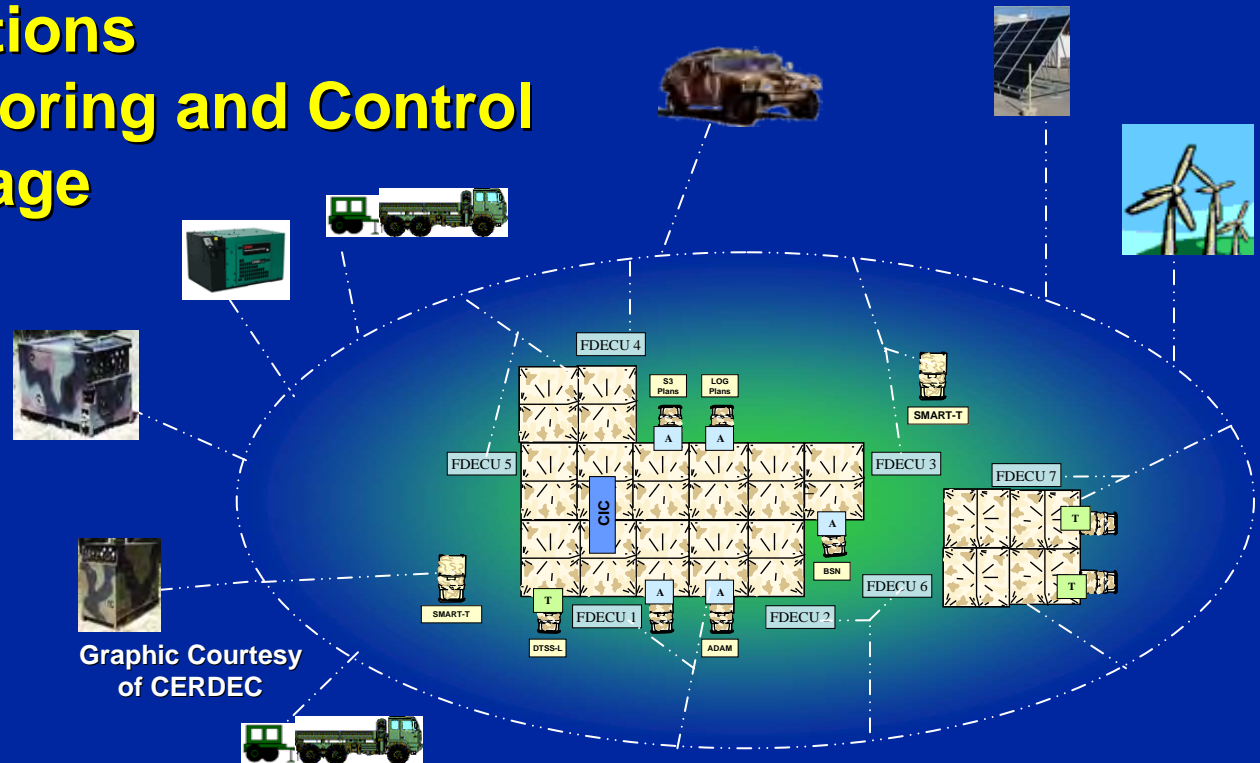 tions
oring and Control
age
FDECU 4
S3
Plans
LOG
Plans
SMART-T
A
A
FDECU 5
FDECU 3
FDECU 7
CIC
A
T
BSN
T
FDECU 6
SMART-T
T
A
A
FDECU 1
FDECU 2
DTSS-L
ADAM
Graphic Courtesy
of CERDEC